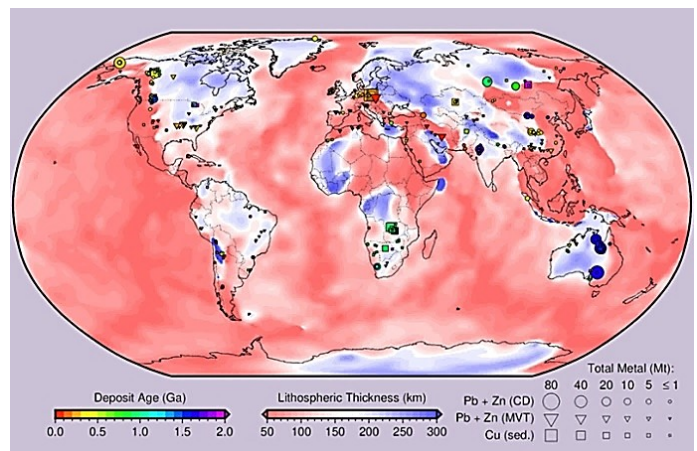 Total Metal (Mt):
Deposit Age (Ga)
Lithospheric Thickness (km)
80 40 20 10 5 ≤ 1
Pb + Zn (CD)
Pb + Zn (MVT)
Cu (sed.)
0.0 0.5 1.0 1.5 2.0
50 100 150 200 250 300